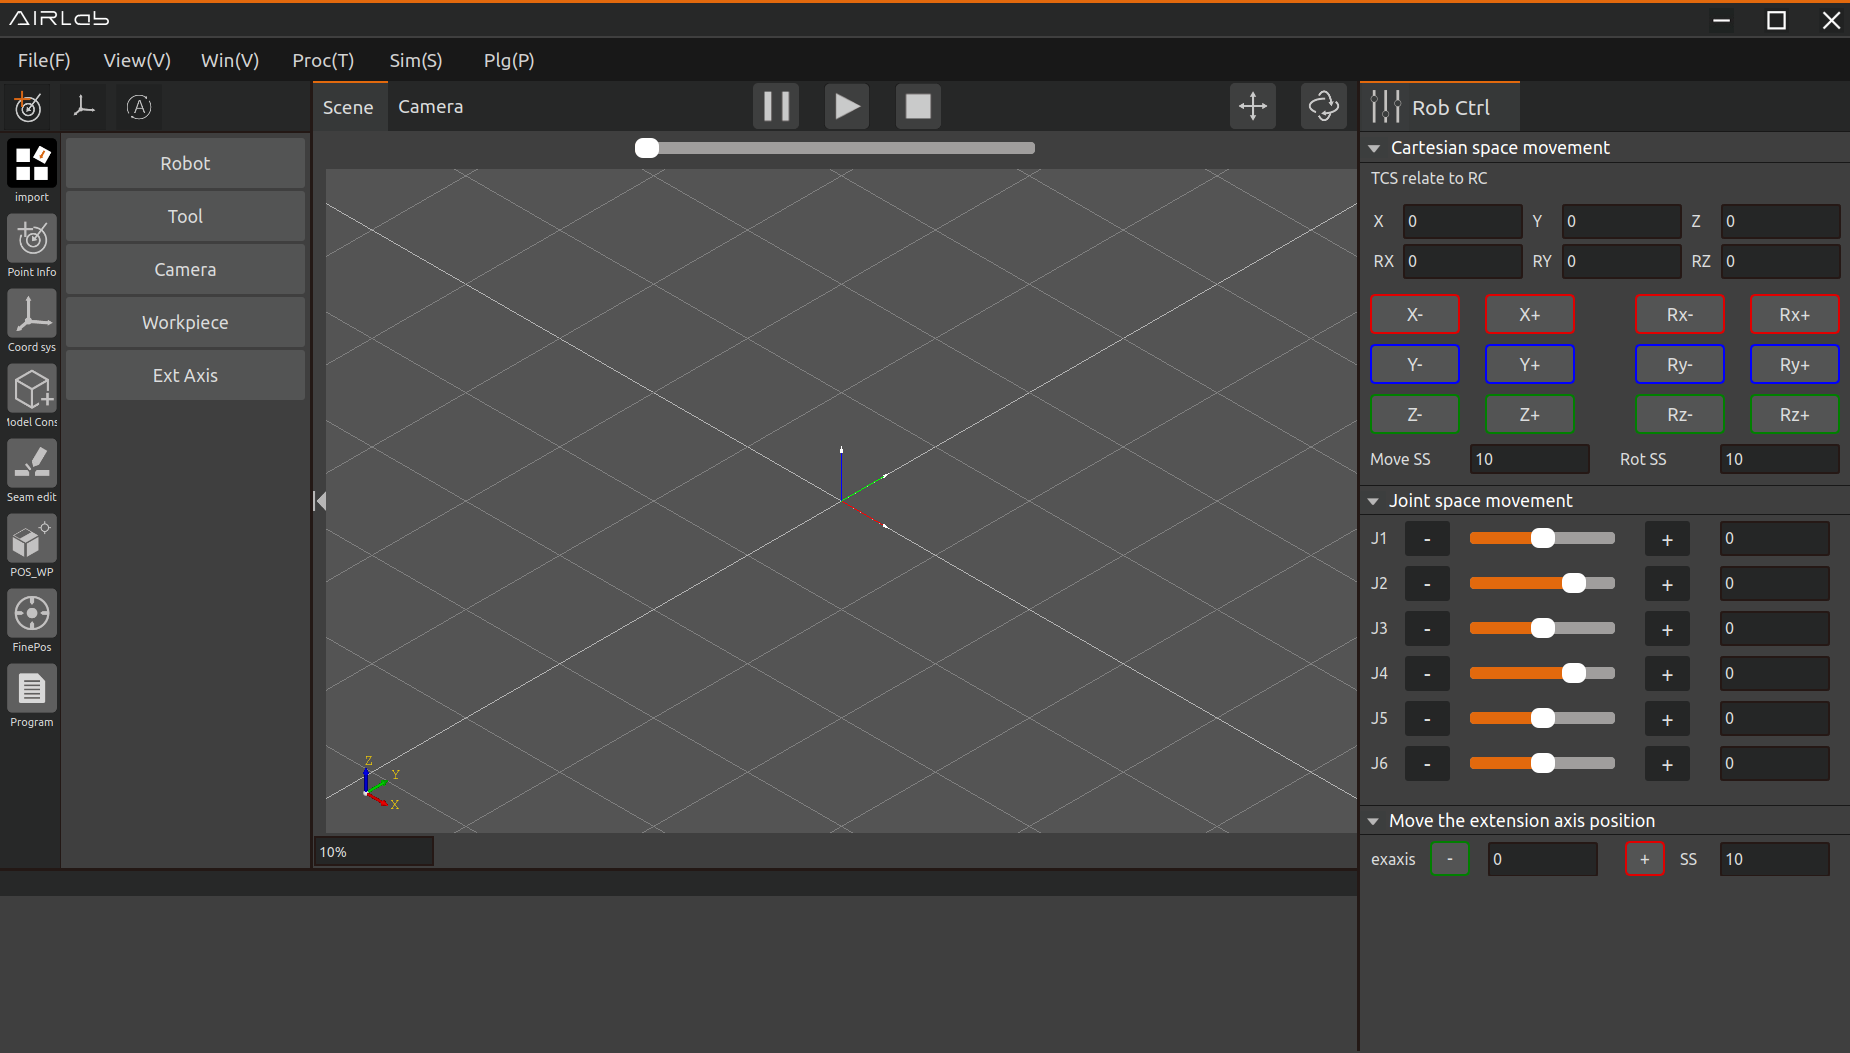 AIRLab
File(F) View(V) Win(V) Proc(T) Sim(S) Plg(P)
A
Scene Camera
Rob Ctrl
import
Point Info
Coord sys
Model Cons
Seam edit
POS_WP
FinePos
Program
Robot
Tool
Camera
Workpiece
Ext Axis
Z
Y
X
10%
Cartesian space movement
TCS relate to RC
X 0 Y 0 Z 0
RX 0 RY 0 RZ 0
X- X+ Rx- Rx+
Y- Y+ Ry- Ry+
Z- Z+ Rz- Rz+
Move SS 10 Rot SS 10
Joint space movement
J1 - + 0
J2 - + 0
J3 - + 0
J4 - + 0
J5 - + 0
J6 - + 0
Move the extension axis position
exaxis - 0 + SS 10